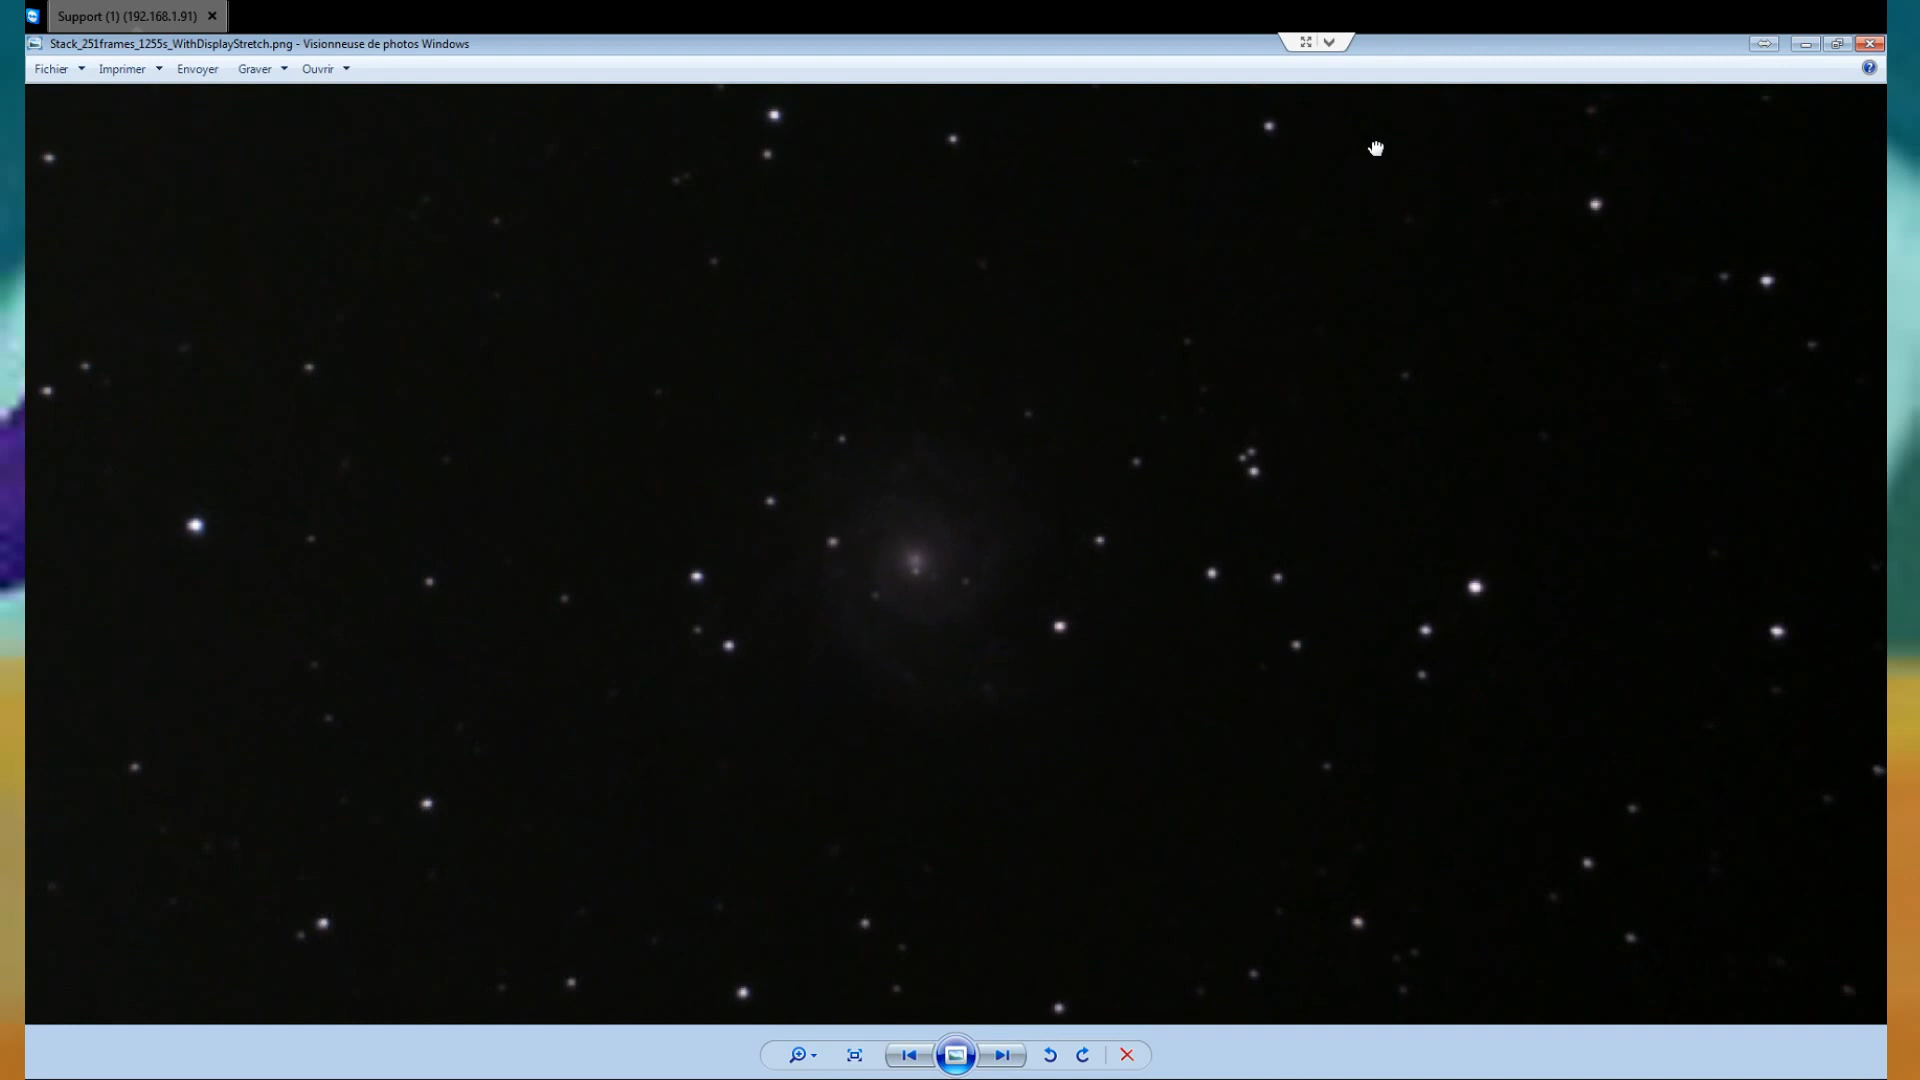 Support (1) (192.168.1.91)
Stack_251frames_1255s_WithDisplayStretch.png - Visionneuse de photos Windows
Fichier Imprimer Envoyer Graver Ouvrir